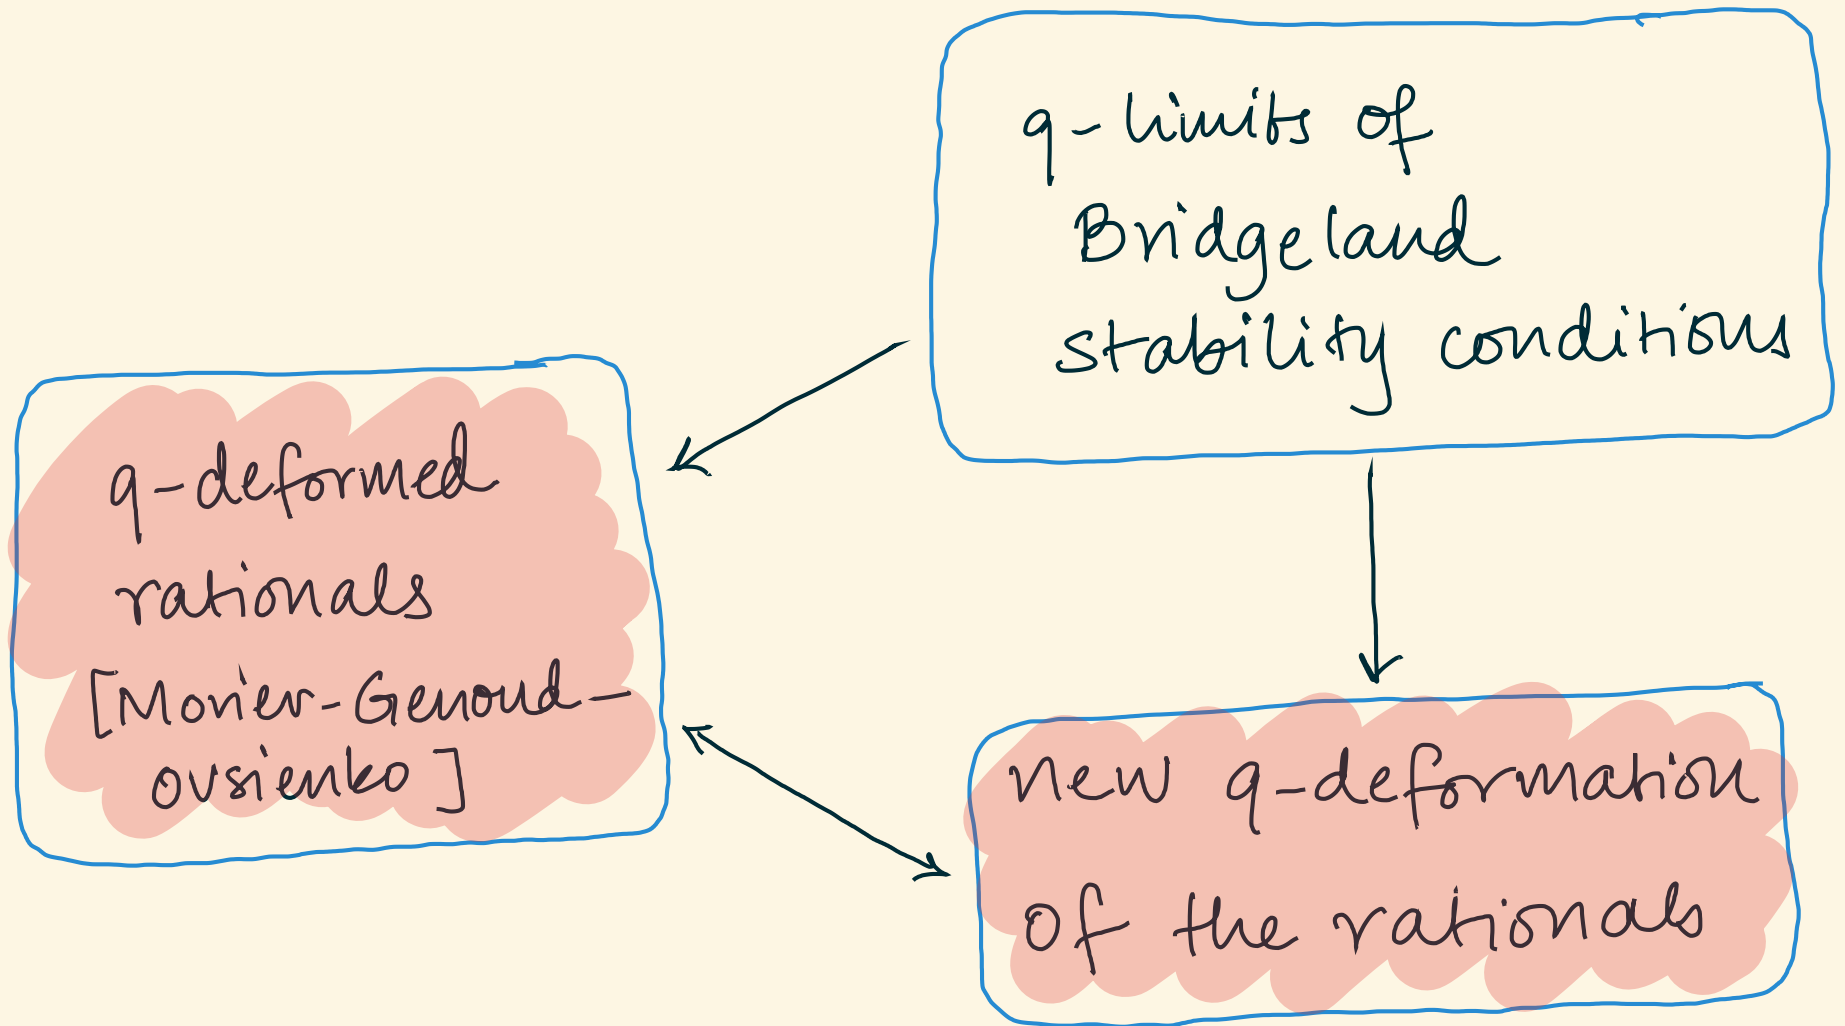 q-limits of
Bridgeland
stability conditions
q-deformed
rationals
[Morier-Genoud-
Ovsienko]
new q-deformation
of the rationals